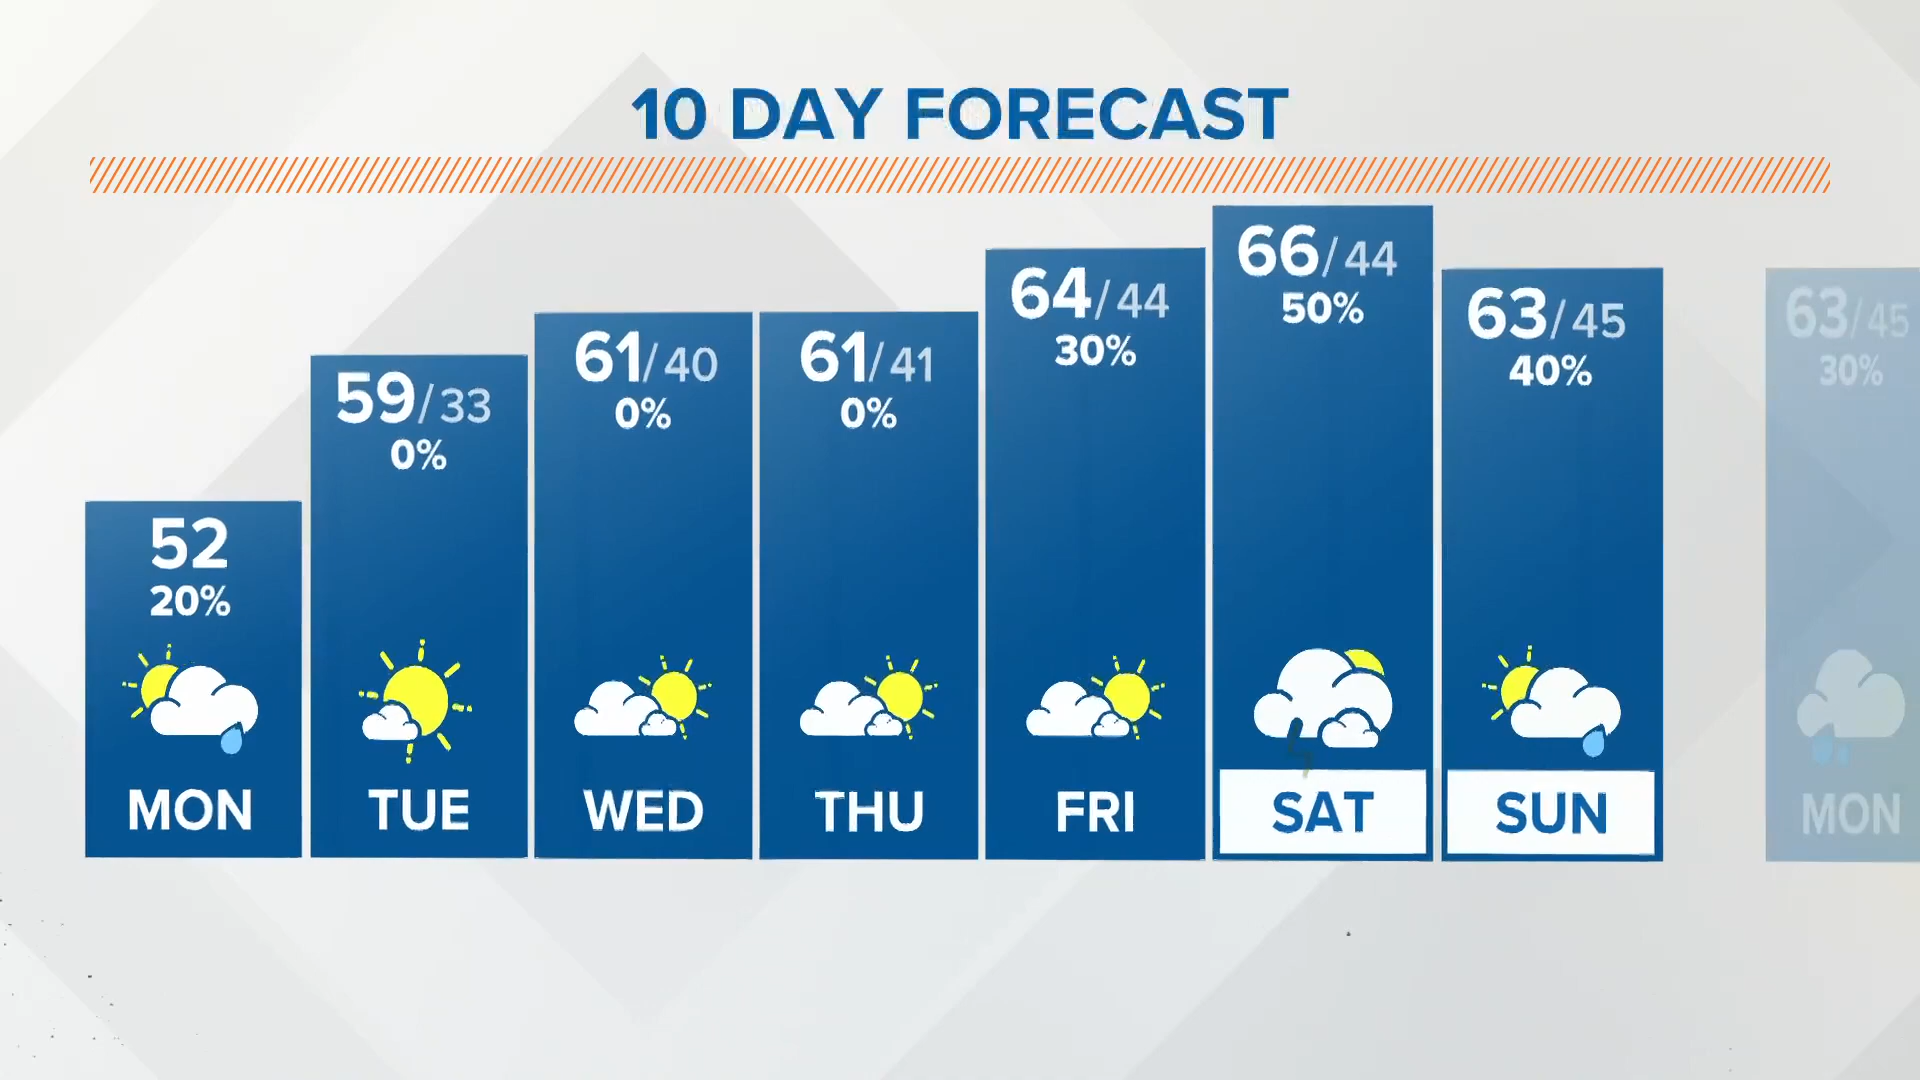 10 DAY FORECAST
52
20%
MON
59/33
0%
TUE
61/40
0%
WED
61/41
0%
THU
64/44
30%
FRI
66/44
50%
SAT
63/45
40%
SUN
63/45
30%
MON